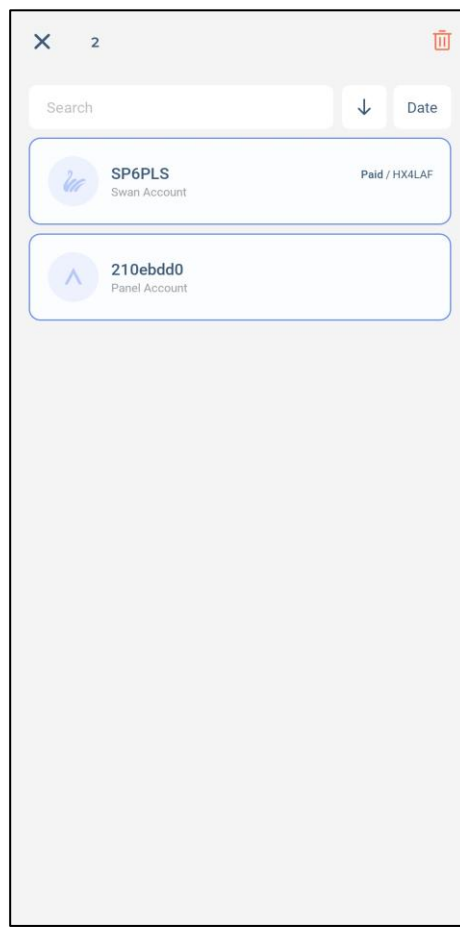 2
Search
Date
SP6PLS
Paid / HX4LAF
Swan Account
210ebdd0
Panel Account